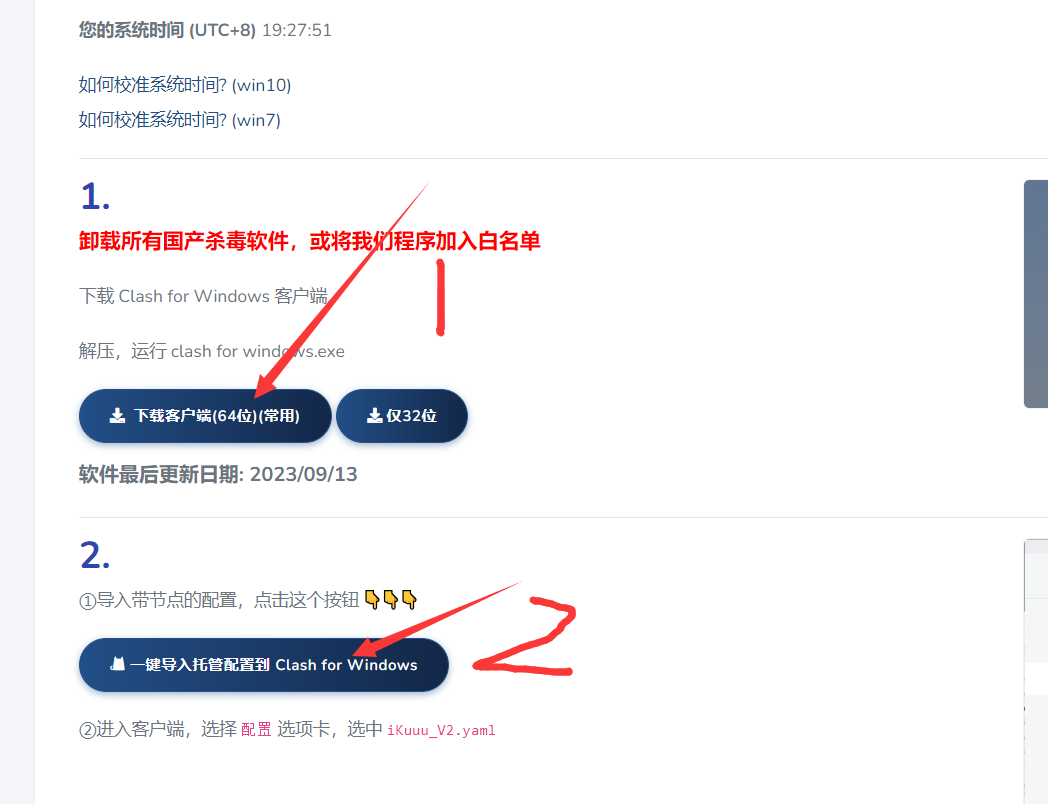 您的系统时间 (UTC+8) 19:27:51
如何校准系统时间? (win10)
如何校准系统时间? (win7)
1.
卸载所有国产杀毒软件，或将我们程序加入白名单
1
下载 Clash for Windows 客户端
解压，运行 clash for windows.exe
下载客户端(64位)(常用) 仅32位
软件最后更新日期: 2023/09/13
2.
①导入带节点的配置，点击这个按钮 👇👇👇
一键导入托管配置到 Clash for Windows 2
②进入客户端，选择 配置 选项卡，选中 iKuuu_V2.yaml